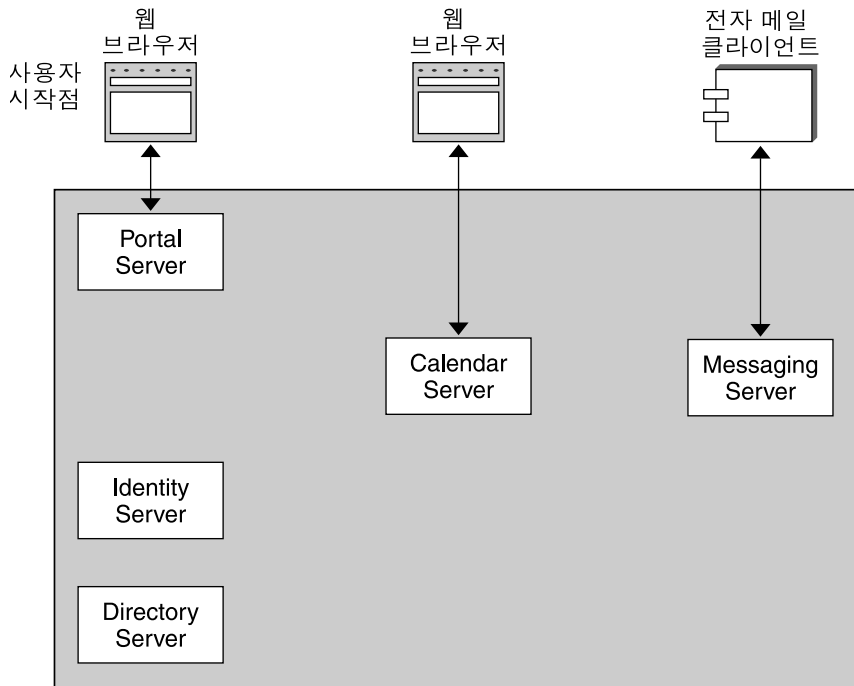 웹
브라우저
웹
브라우저
전자 메일
클라이언트
사용자
시작점
Portal
Server
Calendar
Server
Messaging
Server
Identity
Server
Directory
Server